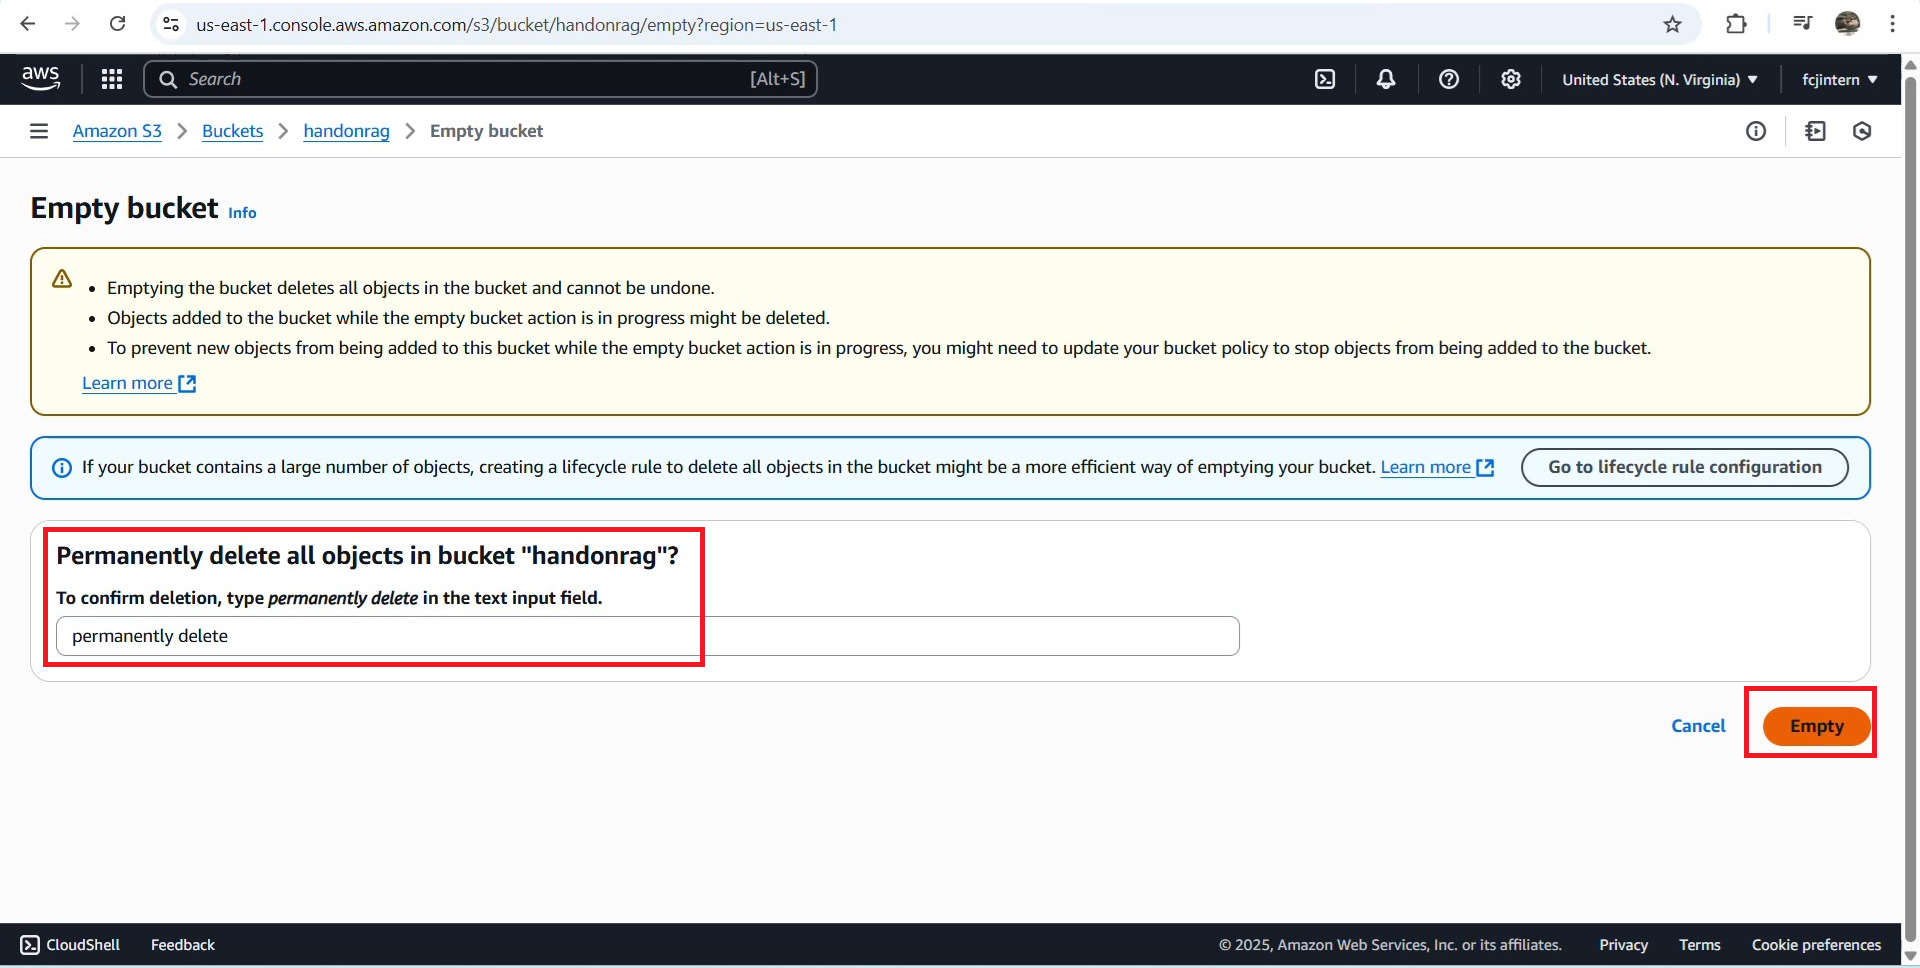 us-east-1.console.aws.amazon.com/s3/bucket/handonrag/empty?region=us-east-1
aws
Search [Alt+S]
United States (N. Virginia)
fcjintern
Amazon S3 > Buckets > handonrag > Empty bucket
Empty bucket Info
• Emptying the bucket deletes all objects in the bucket and cannot be undone.
• Objects added to the bucket while the empty bucket action is in progress might be deleted.
• To prevent new objects from being added to this bucket while the empty bucket action is in progress, you might need to update your bucket policy to stop objects from being added to the bucket.
Learn more
If your bucket contains a large number of objects, creating a lifecycle rule to delete all objects in the bucket might be a more efficient way of emptying your bucket. Learn more
Go to lifecycle rule configuration
Permanently delete all objects in bucket "handonrag"?
To confirm deletion, type permanently delete in the text input field.
permanently delete
Cancel
Empty
CloudShell Feedback
© 2025, Amazon Web Services, Inc. or its affiliates. Privacy Terms Cookie preferences